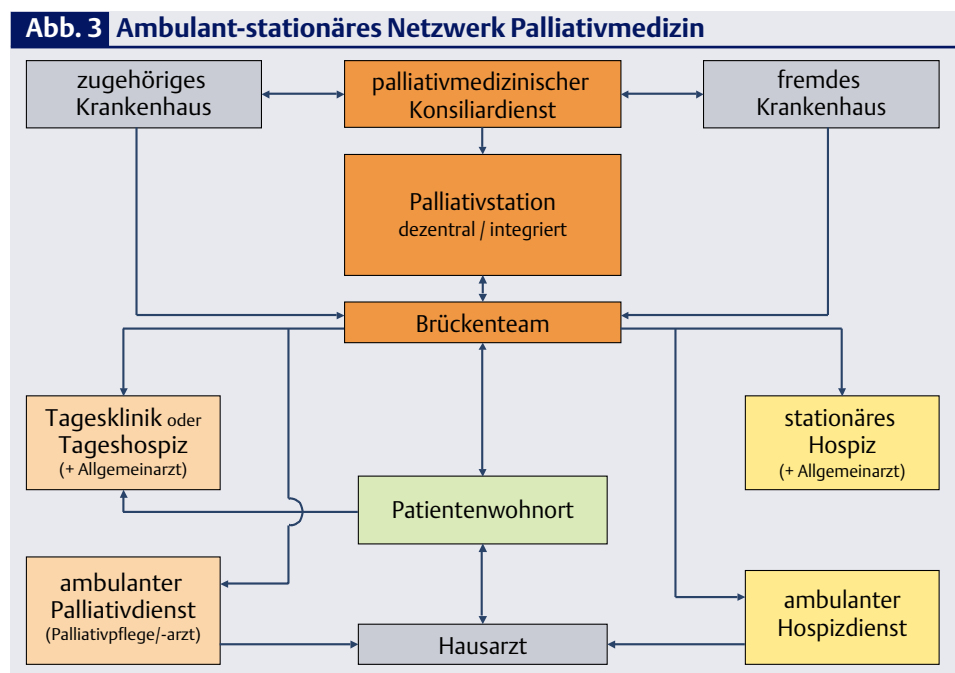 Abb. 3 Ambulant-stationäres Netzwerk Palliativmedizin
zugehöriges
Krankenhaus
palliativmedizinischer
Konsiliardienst
fremdes
Krankenhaus
Palliativstation
dezentral / integriert
Brückenteam
Tagesklinik oder
Tageshospiz
(+ Allgemeinarzt)
stationäres
Hospiz
(+ Allgemeinarzt)
Patientenwohnort
ambulanter
Palliativdienst
(Palliativpflege/-arzt)
Hausarzt
ambulanter
Hospizdienst